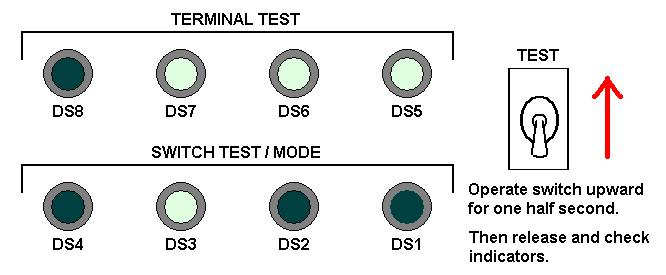 TERMINAL TEST
DS8 DS7 DS6 DS5
SWITCH TEST / MODE
DS4 DS3 DS2 DS1
TEST
Operate switch upward
for one half second.
Then release and check
indicators.